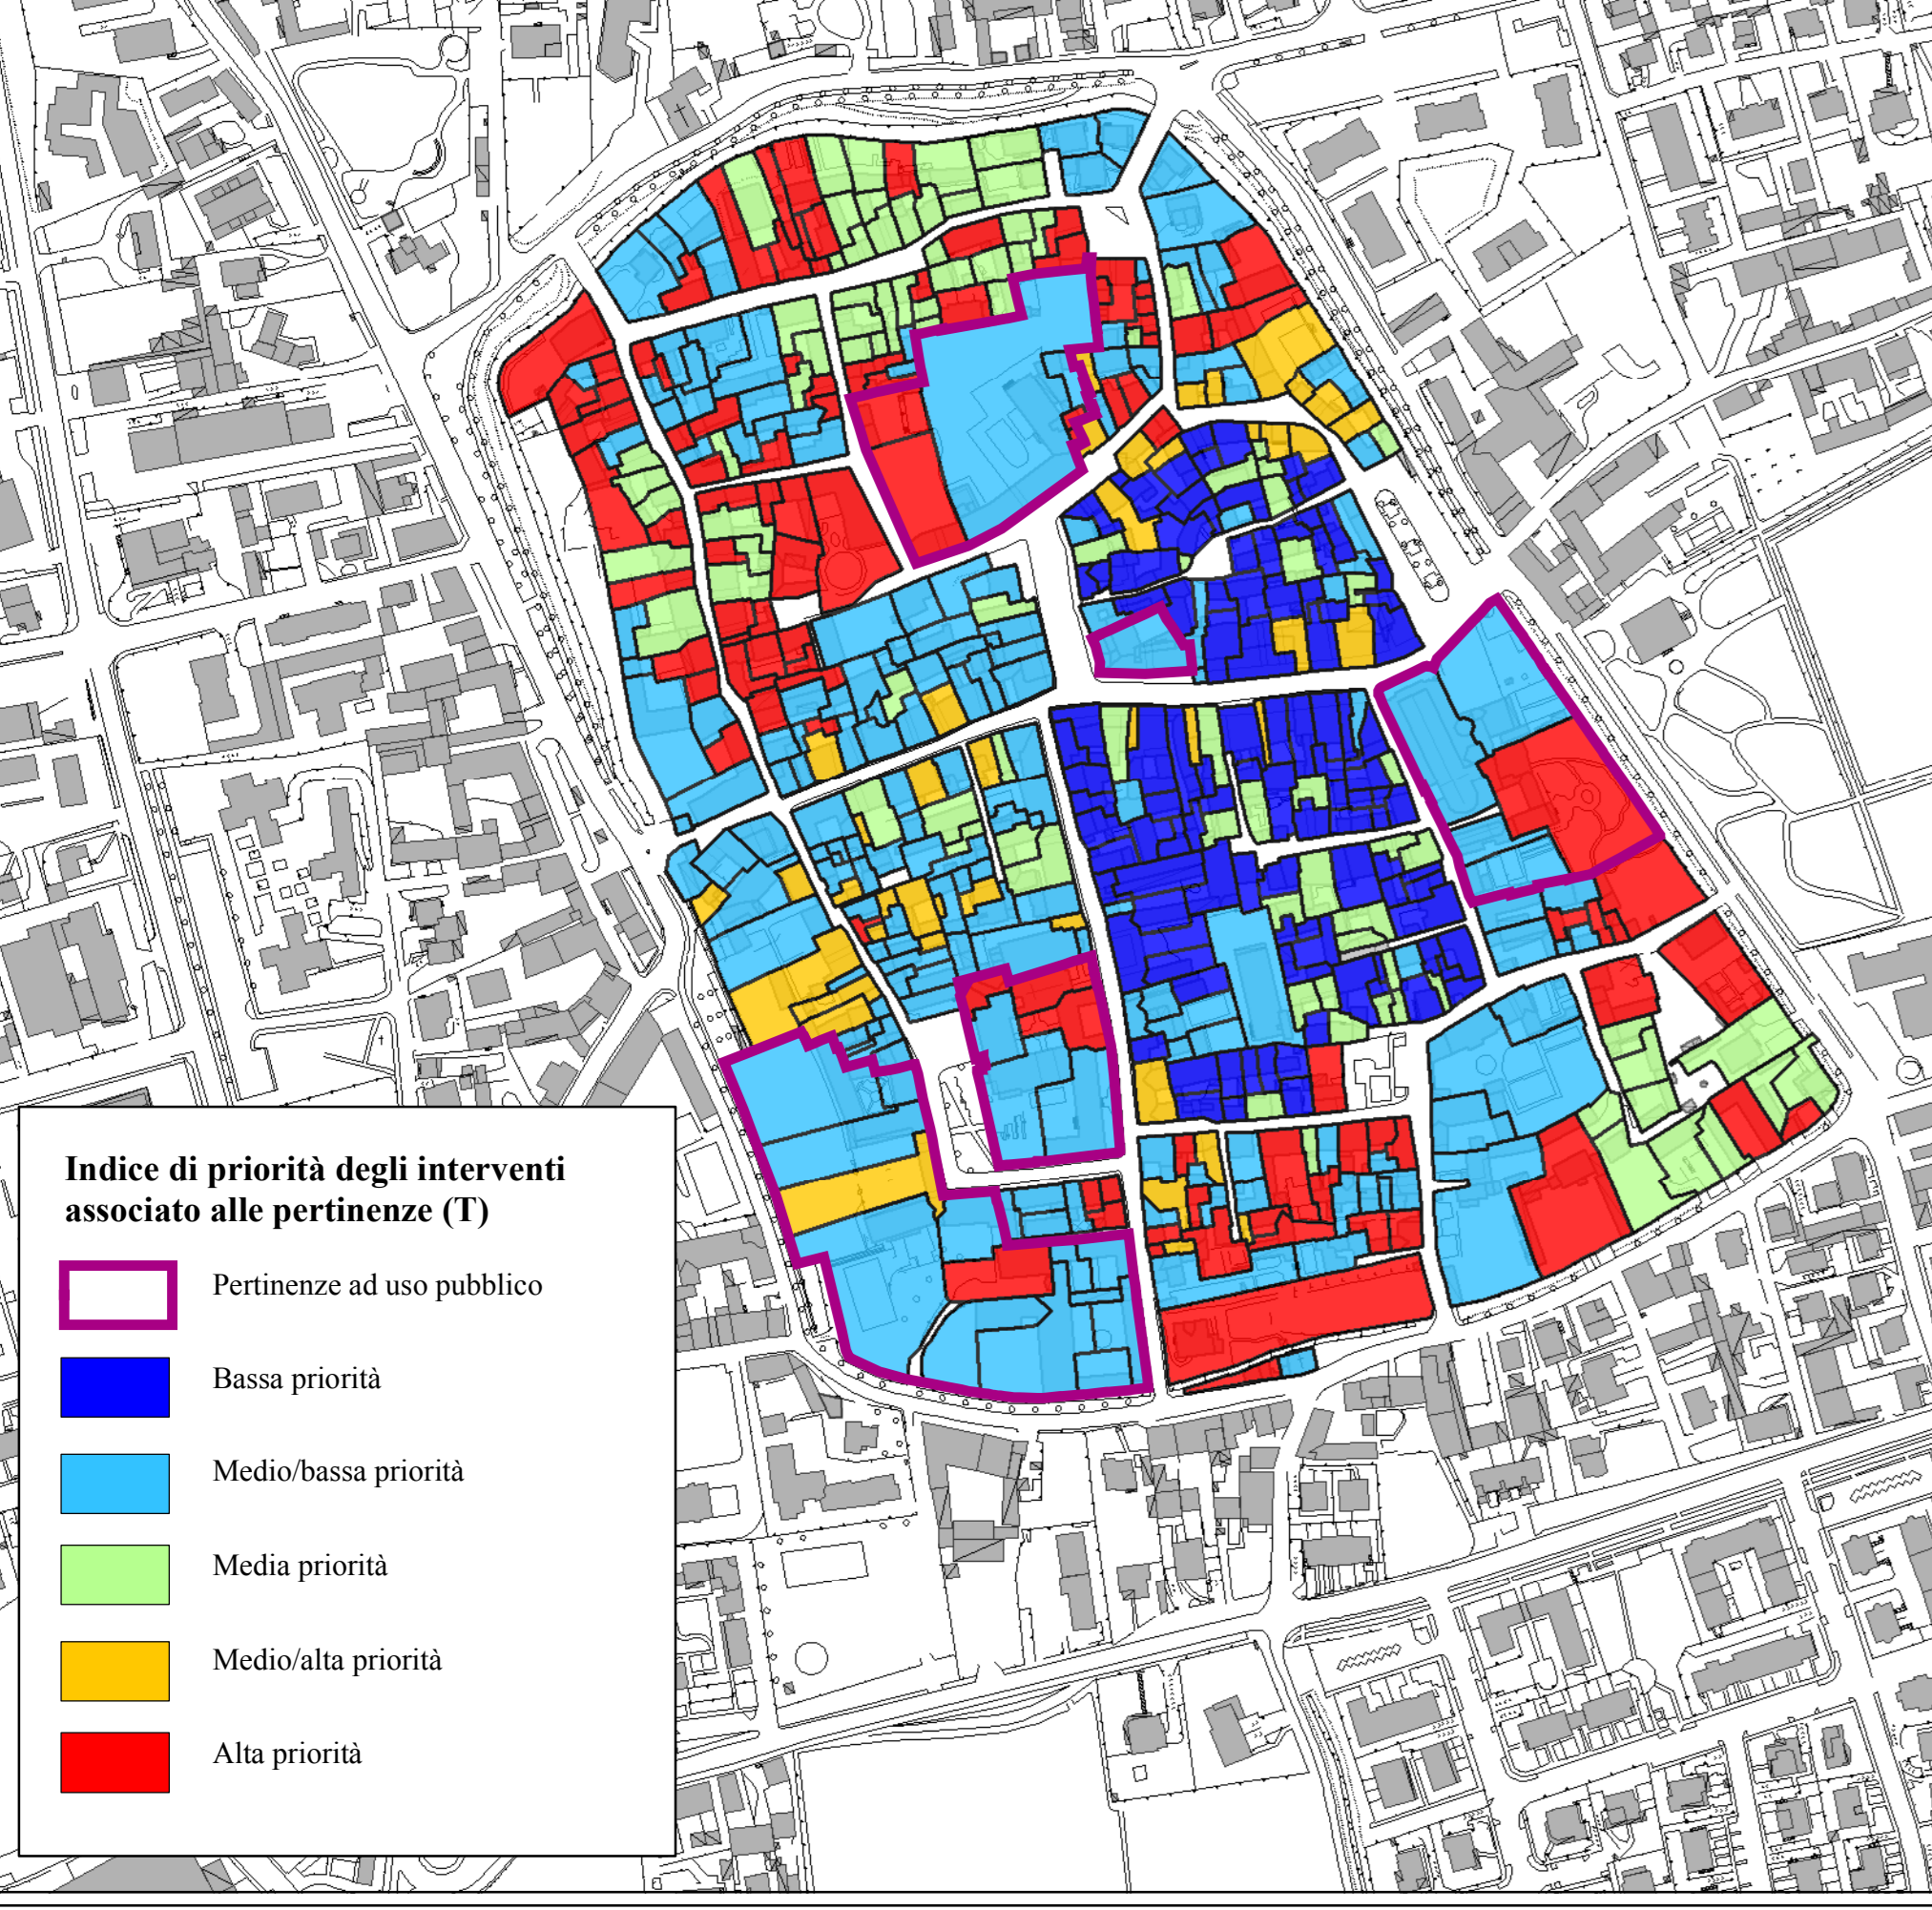 Indice di priorità degli interventi
associato alle pertinenze (T)
Pertinenze ad uso pubblico
Bassa priorità
Medio/bassa priorità
Media priorità
Medio/alta priorità
Alta priorità